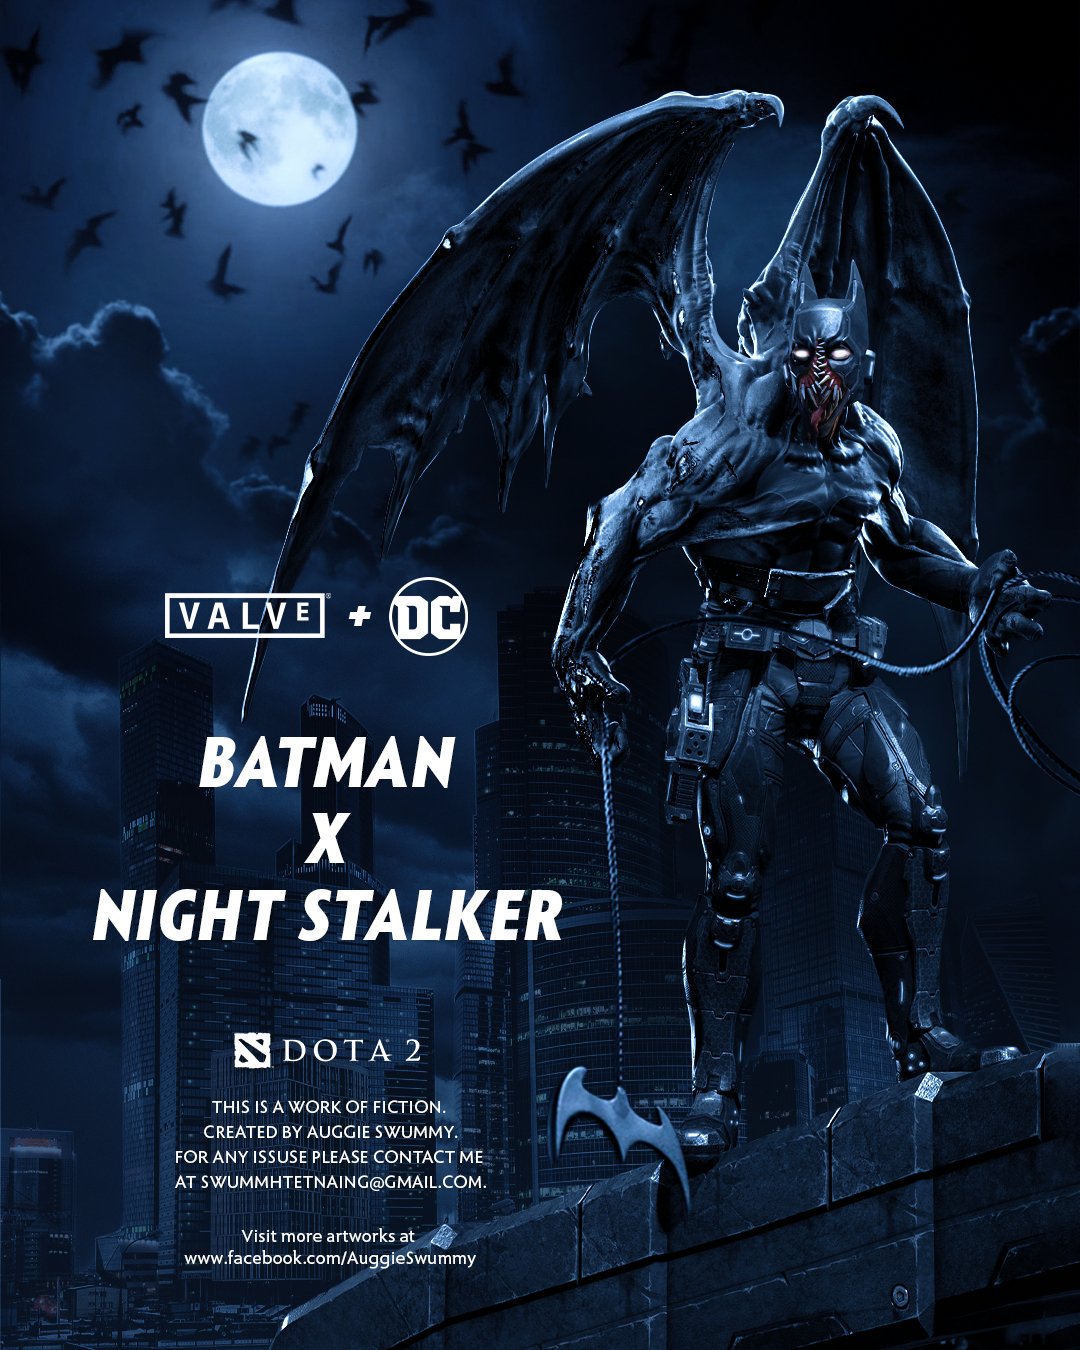 VALVE® + DC
BATMAN
X
NIGHT STALKER
DOTA 2
THIS IS A WORK OF FICTION.
CREATED BY AUGGIE SWUMMY.
FOR ANY ISSUSE PLEASE CONTACT ME
AT SWUMMHTETNAING@GMAIL.COM.
Visit more artworks at
www.facebook.com/AuggieSwummy